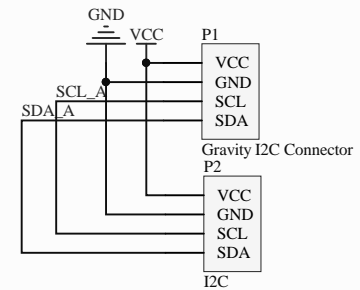 GND
VCC
P1
VCC
GND
SCL_A
SCL
SDA_A
SDA
Gravity I2C Connector
P2
VCC
GND
SCL
SDA
I2C